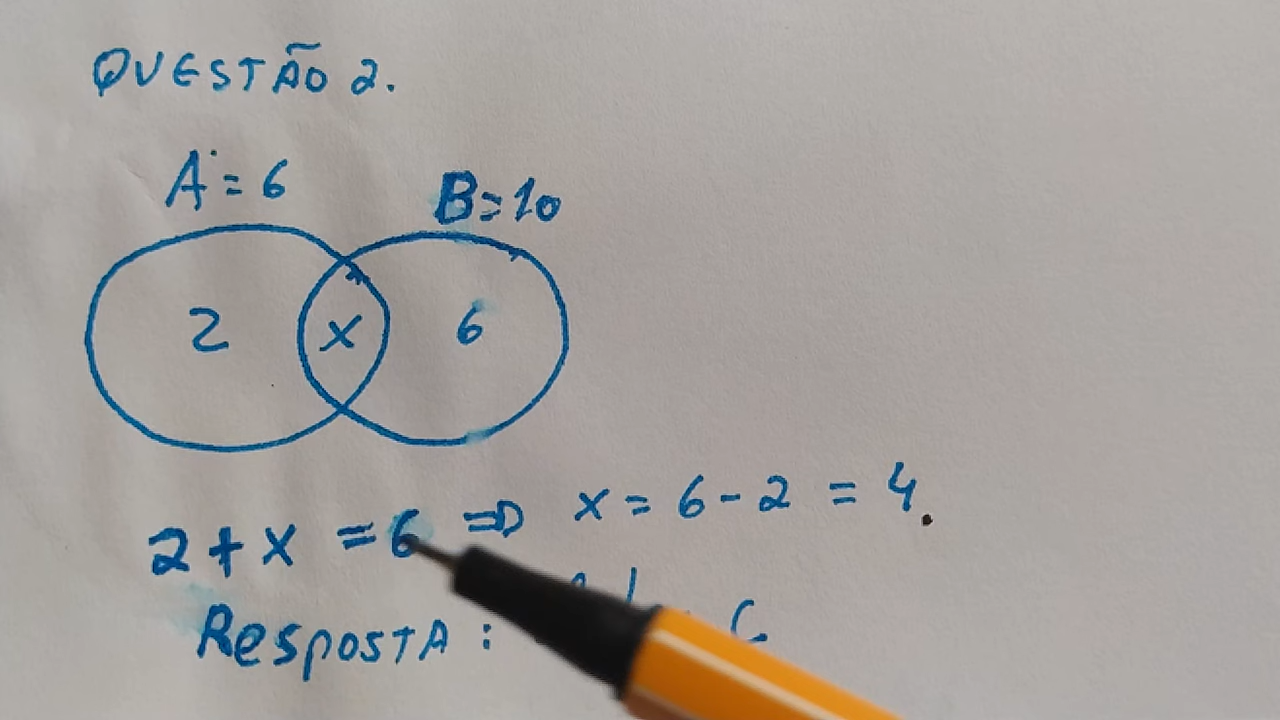 QUESTÃO 2.
A = 6
B = 10
2 x 6
2 + x = 6 ⇒ x = 6 - 2 = 4.
RESPOSTA :